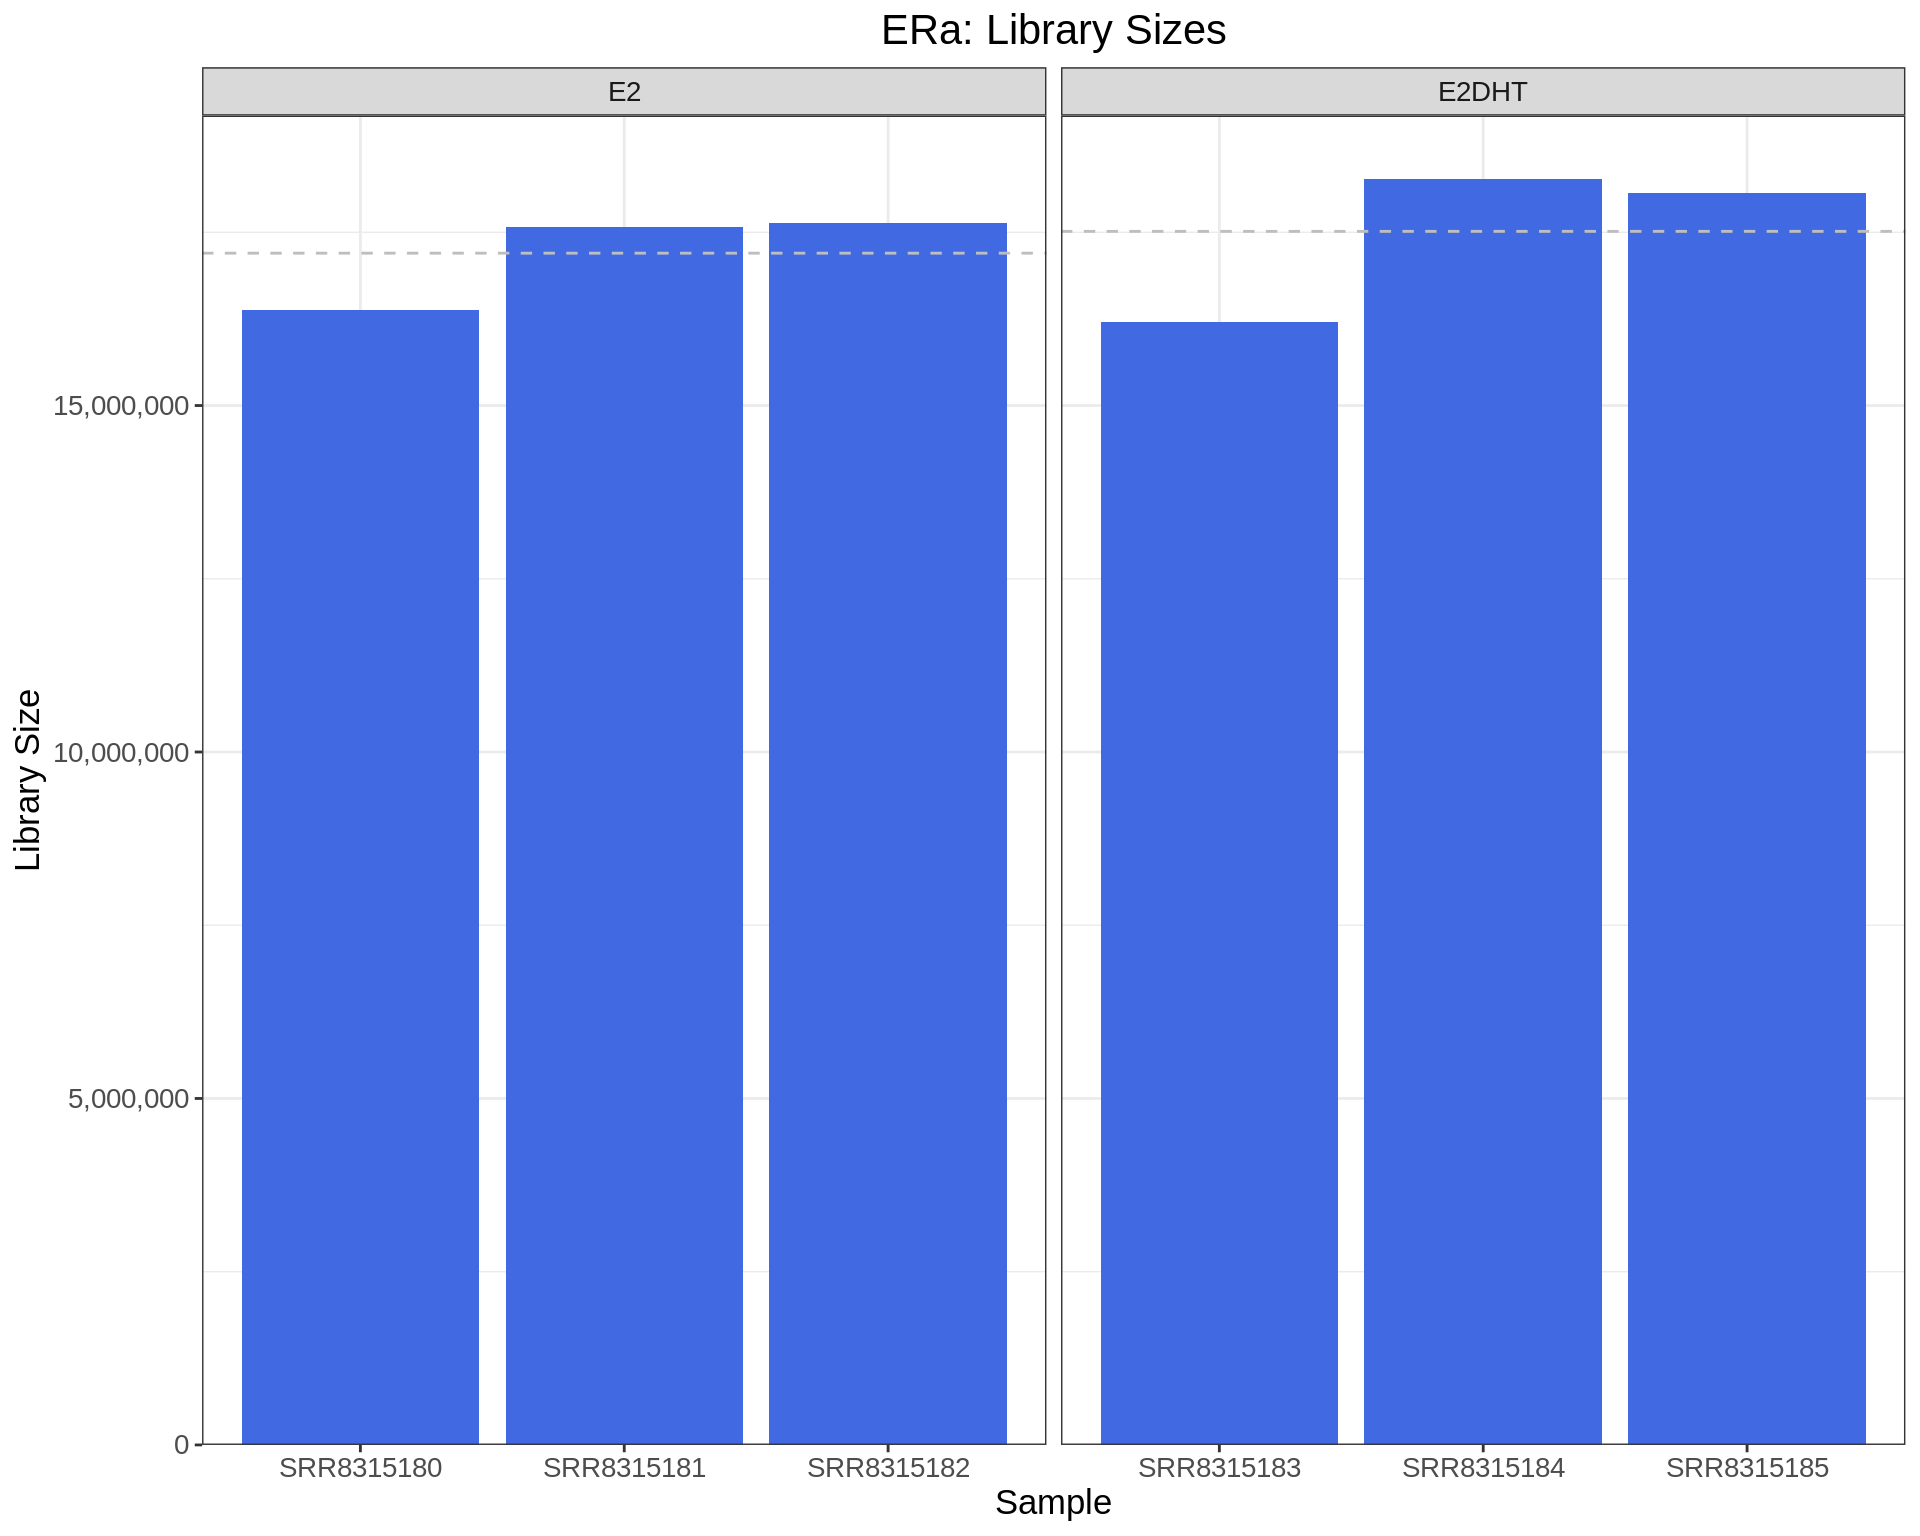 ERa: Library Sizes
E2
E2DHT
Library Size
15,000,000
10,000,000
5,000,000
0
SRR8315180
SRR8315181
SRR8315182
SRR8315183
SRR8315184
SRR8315185
Sample